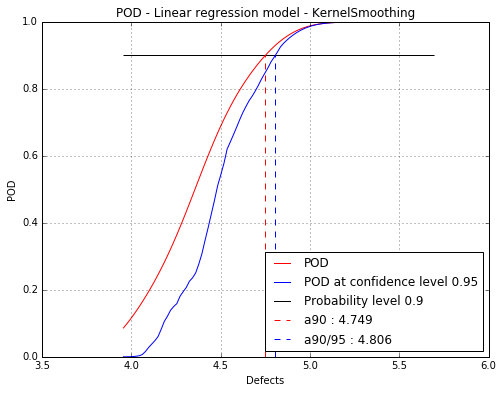 POD - Linear regression model - KernelSmoothing
1.0
0.8
0.6
0.4
0.2
0.0
POD
3.5 4.0 4.5 5.0 5.5 6.0
Defects
POD
POD at confidence level 0.95
Probability level 0.9
a90 : 4.749
a90/95 : 4.806